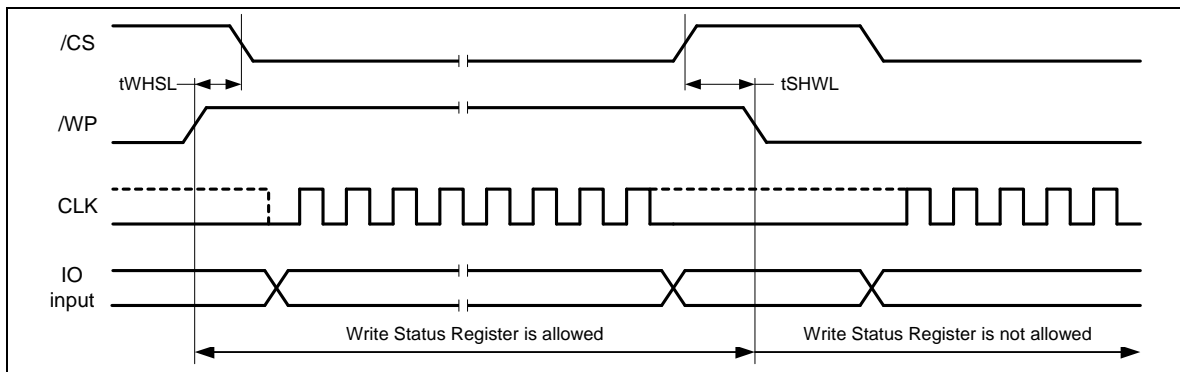 /CS
tWHSL
tSHWL
/WP
CLK
IO
input
Write Status Register is allowed
Write Status Register is not allowed